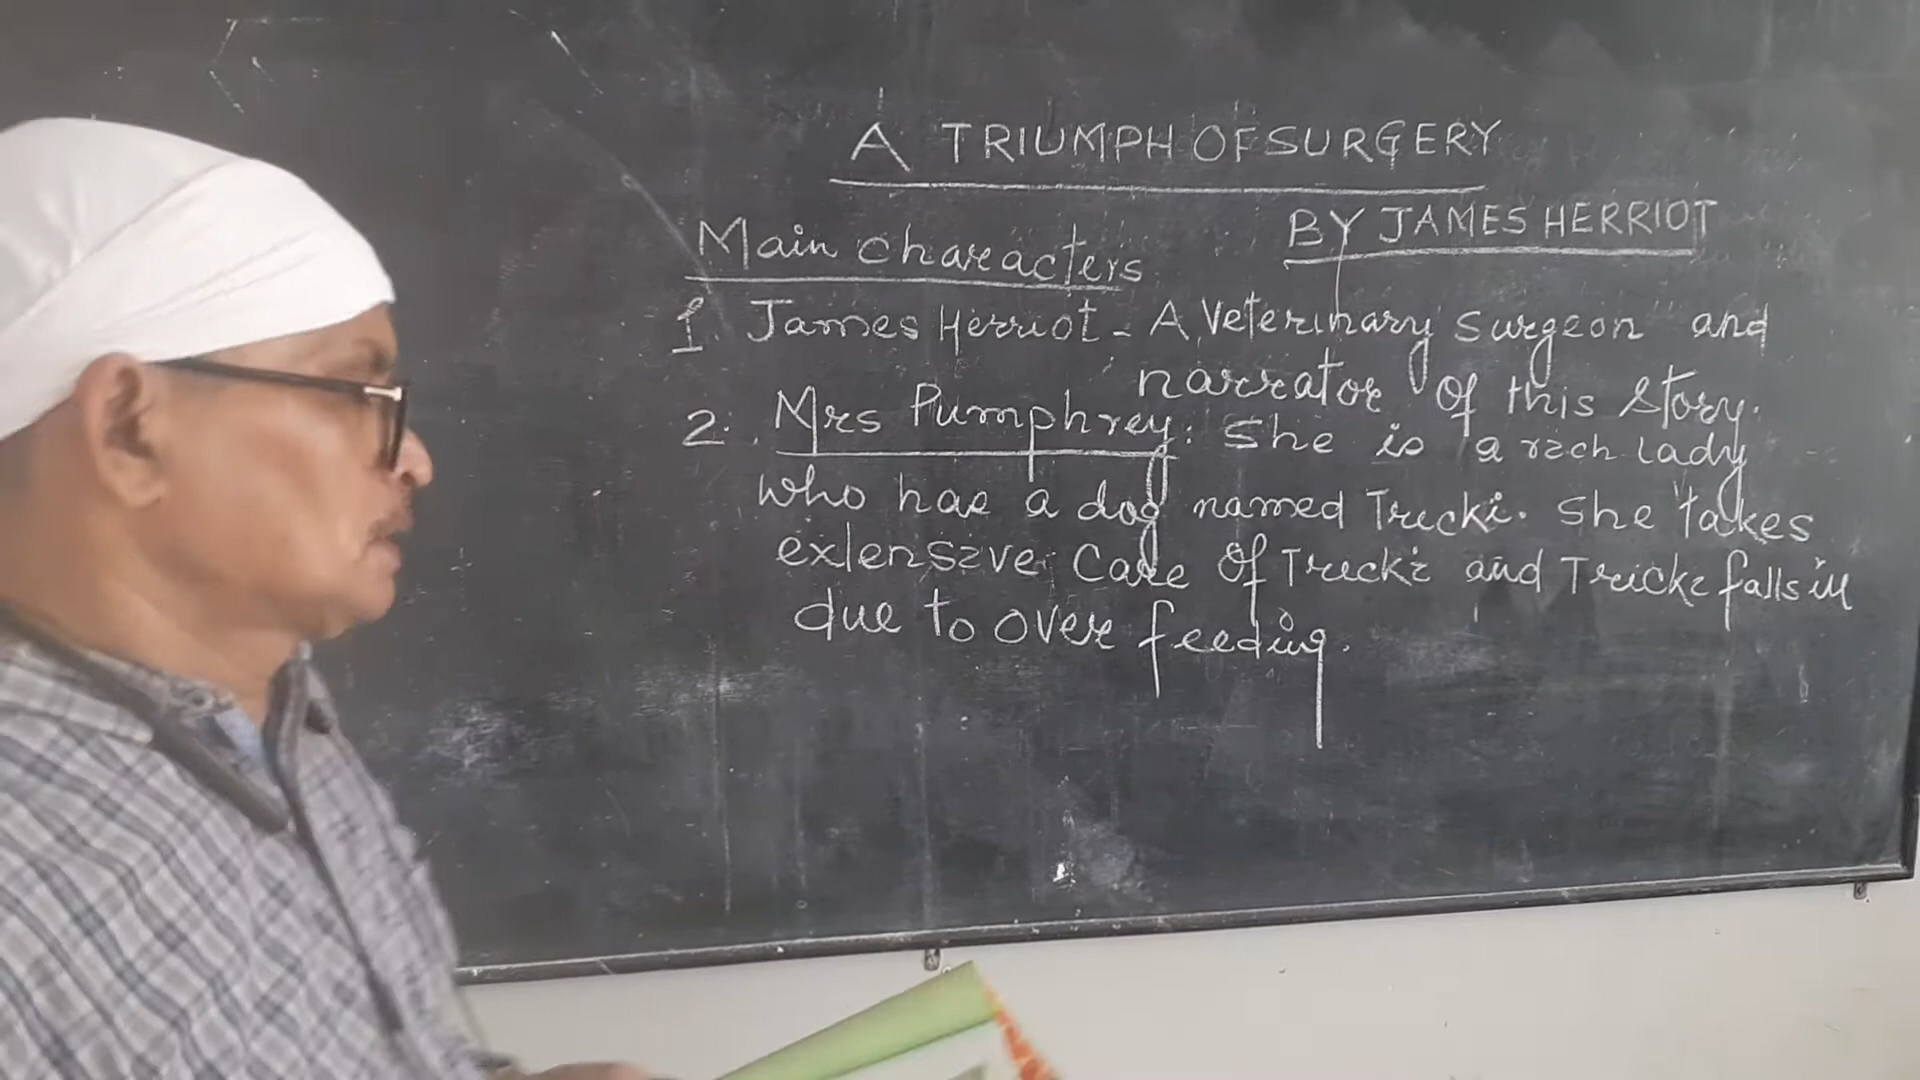 A TRIUMPH OF SURGERY
BY JAMES HERRIOT
Main characters
1. James Herriot - A Veterinary surgeon and
narrator of this story.
2. Mrs Pumphrey: She is a rich lady
who has a dog named Tricki. She takes
extensive care of Tricki and Tricki falls ill
due to over feeding.